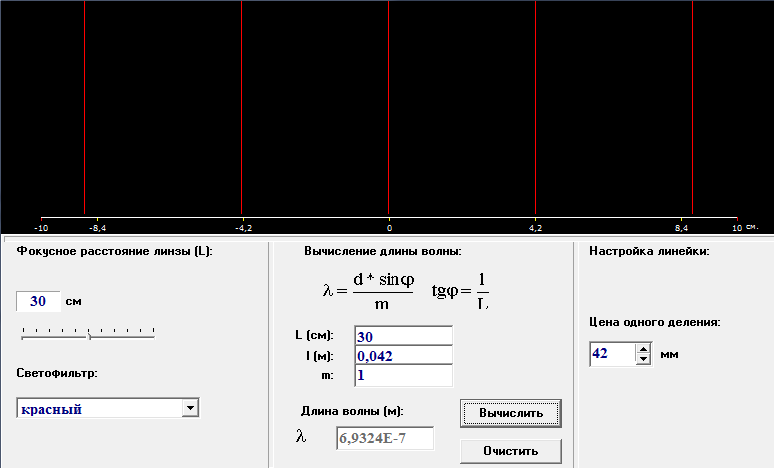 -10 -8,4 -4,2 0 4,2 8,4 10 см.
Фокусное расстояние линзы (L):
30 см
Светофильтр:
красный
Вычисление длины волны:
λ = d * sinφ / m tgφ = l / L
L (см): 30
l (м): 0,042
m: 1
Длина волны (м):
λ 6,9324E-7
Вычислить
Очистить
Настройка линейки:
Цена одного деления:
42 мм